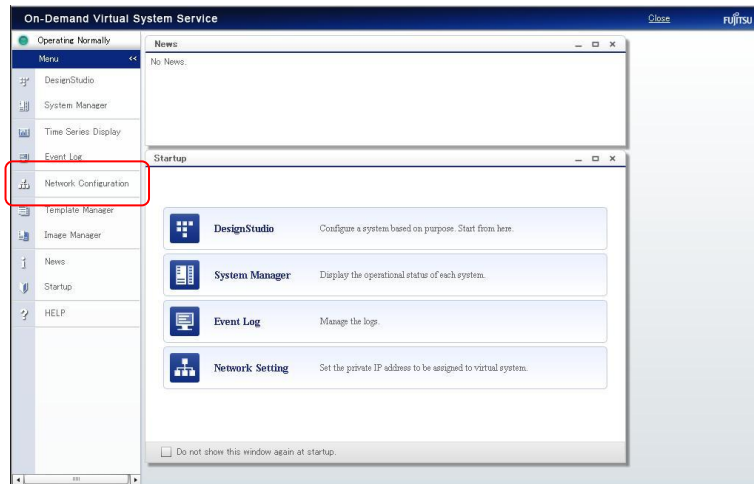 On-Demand Virtual System Service
Close
FUJITSU
Operating Normally
Menu <<
DesignStudio
System Manager
Time Series Display
Event Log
Network Configuration
Template Manager
Image Manager
News
Startup
HELP
News
No News.
Startup
DesignStudio Configure a system based on purpose. Start from here.
System Manager Display the operational status of each system.
Event Log Manage the logs.
Network Setting Set the private IP address to be assigned to virtual system.
Do not show this window again at startup.